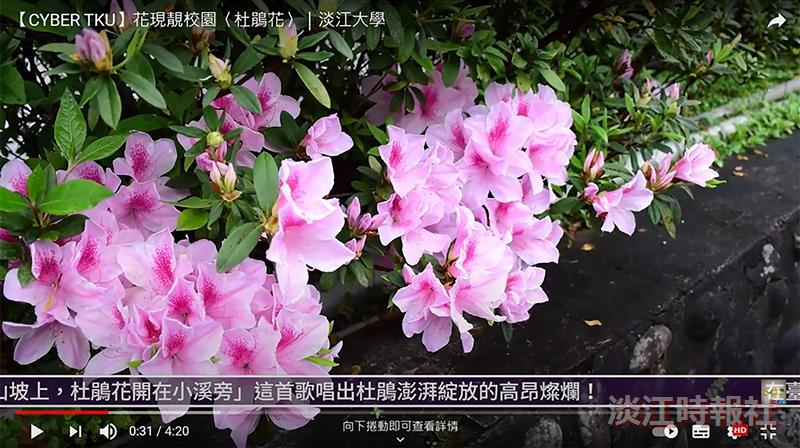 【CYBER TKU】花現靚校園〈杜鵑花〉│淡江大學
山坡上，杜鵑花開在小溪旁」這首歌唱出杜鵑澎湃綻放的高昂燦爛！
在臺
淡江時報社
0:31 / 4:20
向下捲動即可查看詳情
HD